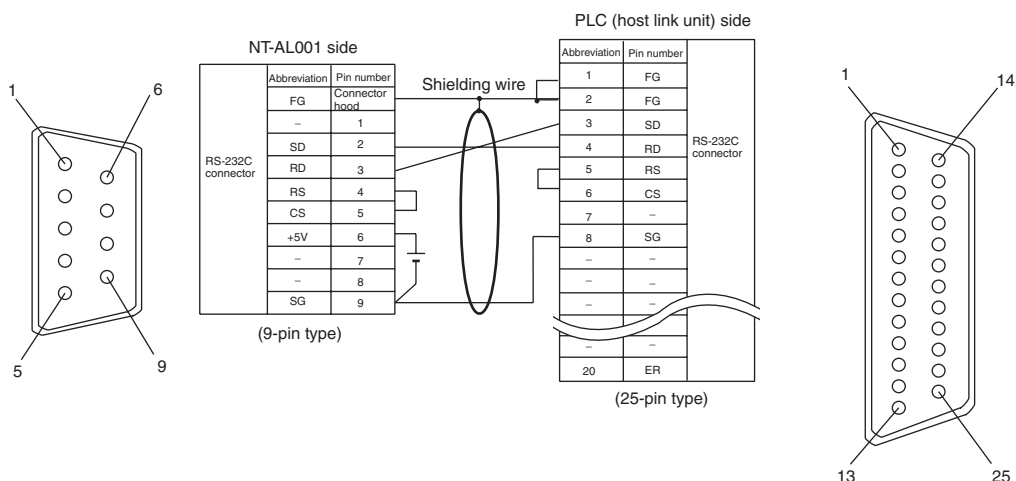 PLC (host link unit) side
NT-AL001 side
1
6
5
9
RS-232C
connector
Abbreviation Pin number
FG Connector hood
– 1
SD 2
RD 3
RS 4
CS 5
+5V 6
– 7
– 8
SG 9
(9-pin type)
Shielding wire
Abbreviation Pin number
1 FG
2 FG
3 SD
4 RD
5 RS
6 CS
7 –
8 SG
– –
– –
– –
– –
20 ER
RS-232C
connector
(25-pin type)
1
14
13
25